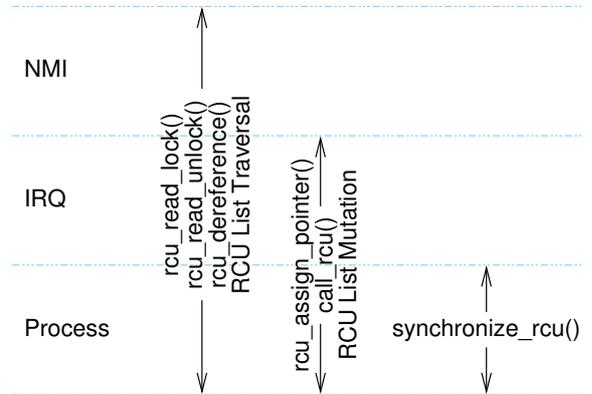 NMI
IRQ
Process
rcu_read_lock()
rcu_read_unlock()
rcu_dereference()
RCU List Traversal
rcu_assign_pointer()
call_rcu()
RCU List Mutation
synchronize_rcu()